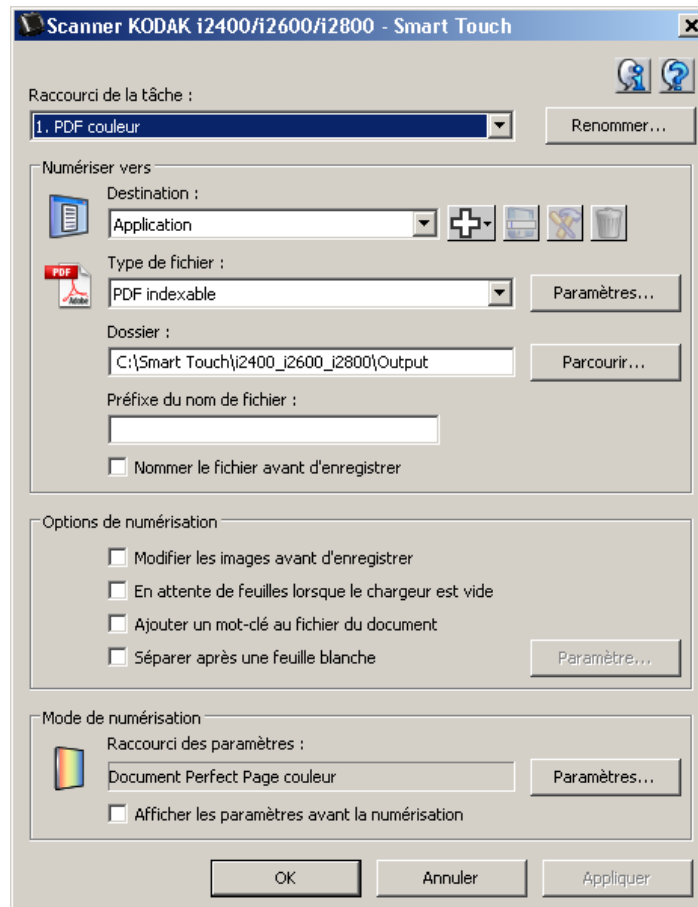 Scanner KODAK i2400/i2600/i2800 - Smart Touch
Raccourci de la tâche :
1. PDF couleur
Renommer...
Numériser vers
Destination :
Application
Type de fichier :
PDF
Adobe
PDF indexable
Paramètres...
Dossier :
C:\Smart Touch\i2400_i2600_i2800\Output
Parcourir...
Préfixe du nom de fichier :
Nommer le fichier avant d'enregistrer
Options de numérisation
Modifier les images avant d'enregistrer
En attente de feuilles lorsque le chargeur est vide
Ajouter un mot-clé au fichier du document
Séparer après une feuille blanche
Paramètre...
Mode de numérisation
Raccourci des paramètres :
Document Perfect Page couleur
Paramètres...
Afficher les paramètres avant la numérisation
OK
Annuler
Appliquer